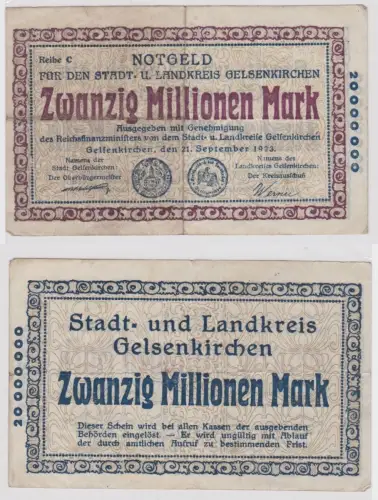 Reihe C
NOTGELD
FÜR DEN STADT- U. LANDKREIS GELSENKIRCHEN
Zwanzig Millionen Mark
Ausgegeben mit Genehmigung
des Reichsfinanzministers von dem Stadt- u. Landkreise Gelsenkirchen
Gelsenkirchen, den 21. September 1923.
Namens der
Stadt Gelsenkirchen:
Der Oberbürgermeister
Namens des
Landkreises Gelsenkirchen:
Der Kreisausschuß
Werner
20000000
Stadt- und Landkreis
Gelsenkirchen
Zwanzig Millionen Mark
Dieser Schein wird bei allen Kassen der ausgebenden
Behörden eingelöst. — Er wird ungültig mit Ablauf
der durch amtlichen Aufruf zu bestimmenden Frist.
20000000